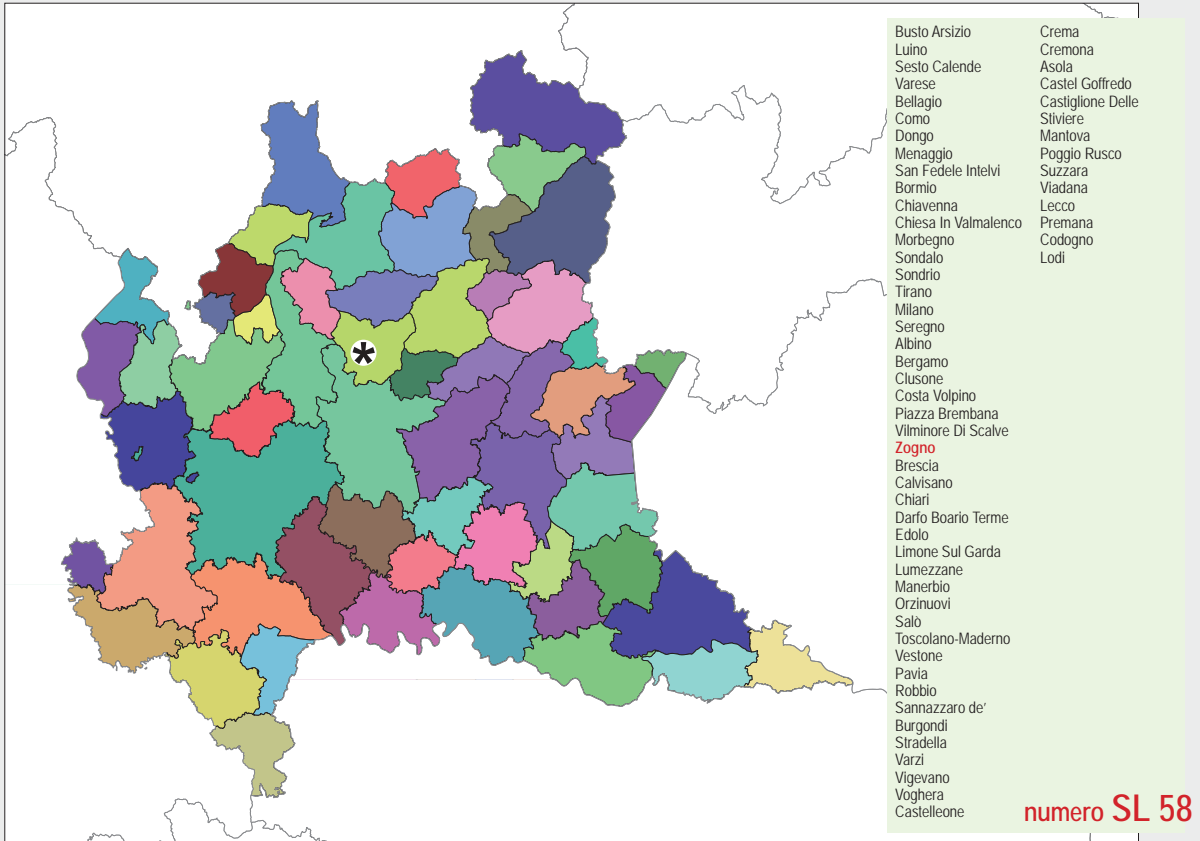 Busto Arsizio
Luino
Sesto Calende
Varese
Bellagio
Como
Dongo
Menaggio
San Fedele Intelvi
Bormio
Chiavenna
Chiesa In Valmalenco
Morbegno
Sondalo
Sondrio
Tirano
Milano
Seregno
Albino
Bergamo
Clusone
Costa Volpino
Piazza Brembana
Vilminore Di Scalve
Zogno
Brescia
Calvisano
Chiari
Darfo Boario Terme
Edolo
Limone Sul Garda
Lumezzane
Manerbio
Orzinuovi
Salò
Toscolano-Maderno
Vestone
Pavia
Robbio
Sannazzaro de'
Burgondi
Stradella
Varzi
Vigevano
Voghera
Castelleone
Crema
Cremona
Asola
Castel Goffredo
Castiglione Delle
Stiviere
Mantova
Poggio Rusco
Suzzara
Viadana
Lecco
Premana
Codogno
Lodi
numero SL 58